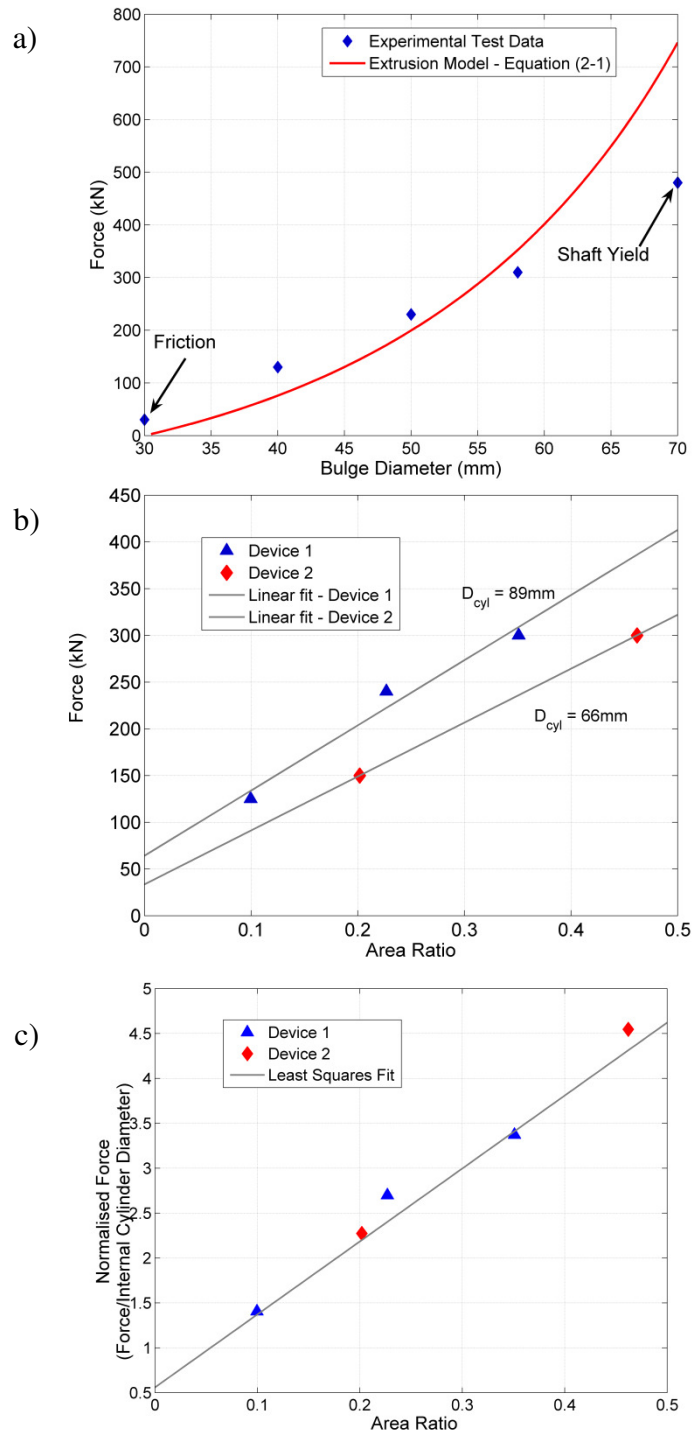 a)
800
700
600
500
400
300
200
100
0
Force (kN)
Experimental Test Data
Extrusion Model - Equation (2-1)
Friction
Shaft Yield
30
35
40
45
50
55
60
65
70
Bulge Diameter (mm)
b)
450
400
350
300
250
200
150
100
50
0
Force (kN)
Device 1
Device 2
Linear fit - Device 1
Linear fit - Device 2
Dcyl = 89mm
Dcyl = 66mm
0
0.1
0.2
0.3
0.4
0.5
Area Ratio
c)
5
4.5
4
3.5
3
2.5
2
1.5
1
0.5
Normalised Force
(Force/Internal Cylinder Diameter)
Device 1
Device 2
Least Squares Fit
0
0.1
0.2
0.3
0.4
0.5
Area Ratio